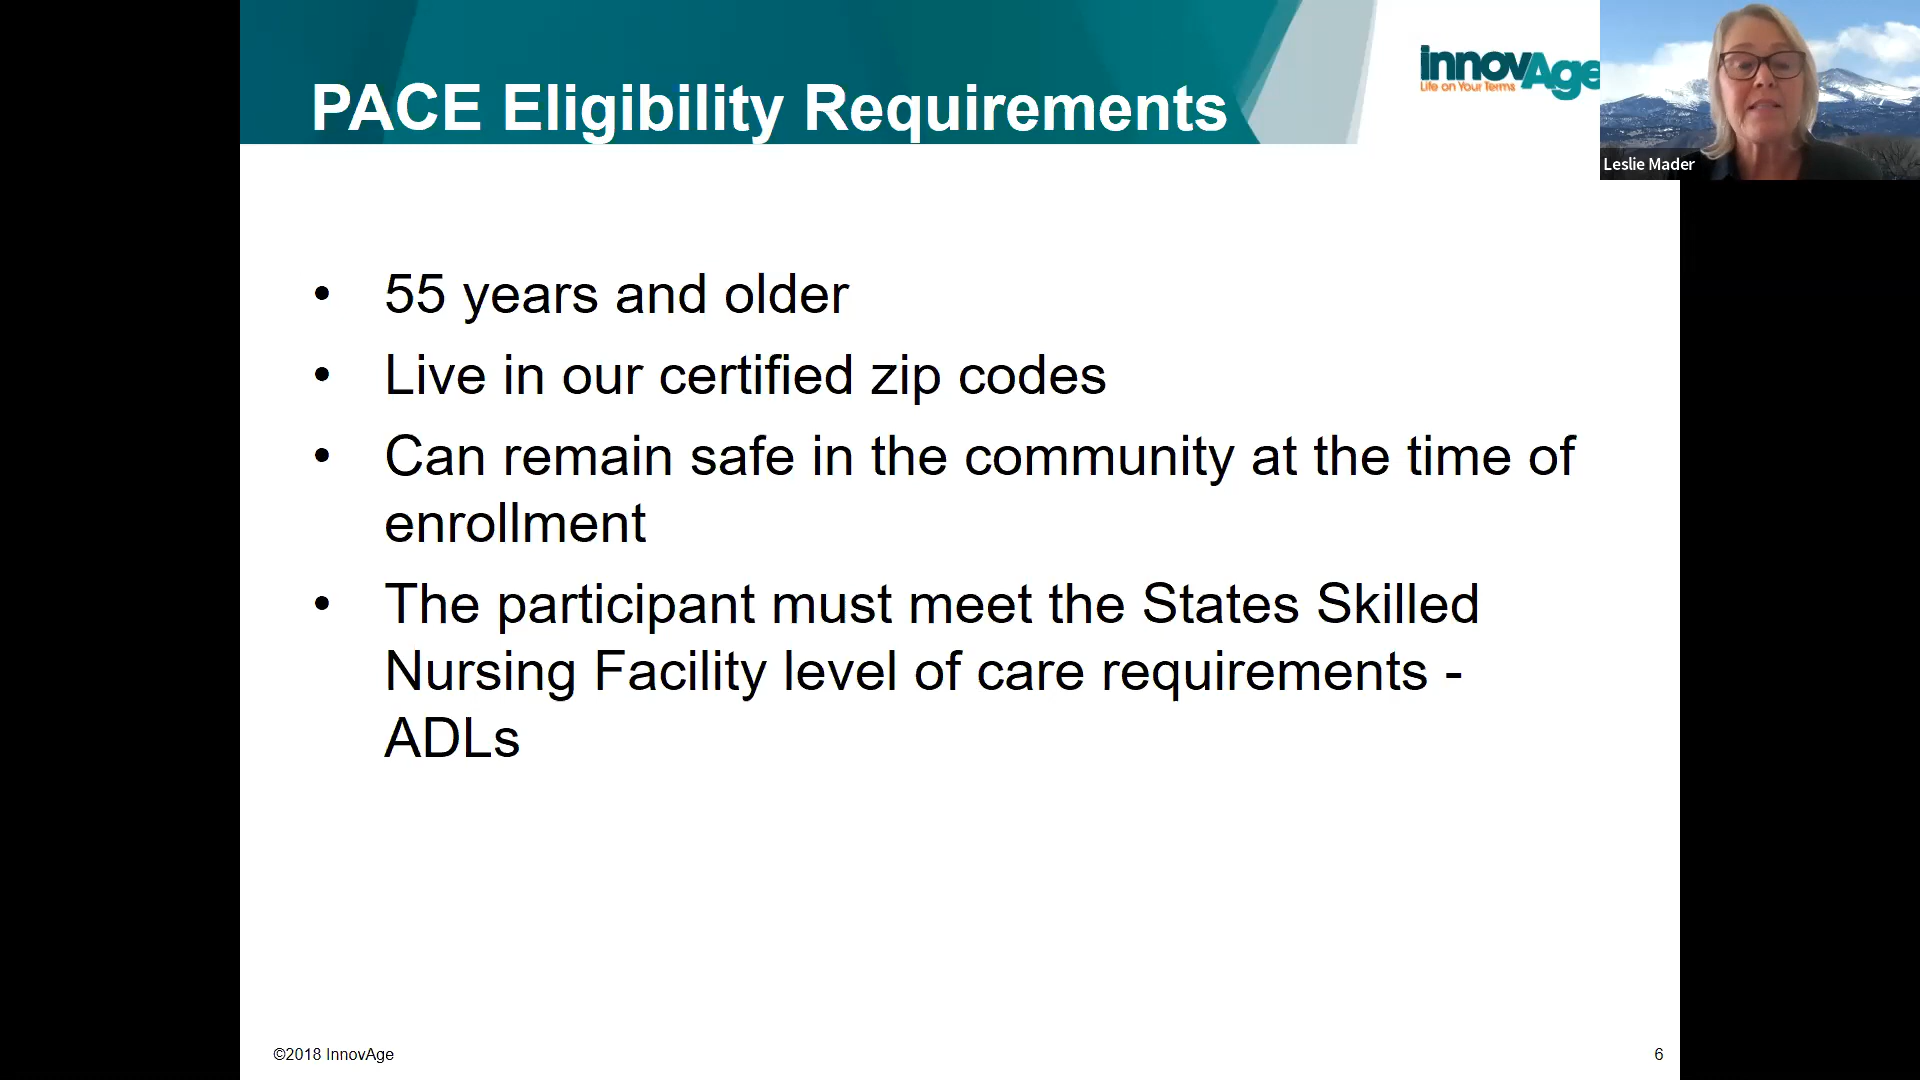 PACE Eligibility Requirements
innovAge
Life on Your Terms
Leslie Mader
• 55 years and older
• Live in our certified zip codes
• Can remain safe in the community at the time of
enrollment
• The participant must meet the States Skilled
Nursing Facility level of care requirements -
ADLs
©2018 InnovAge
6